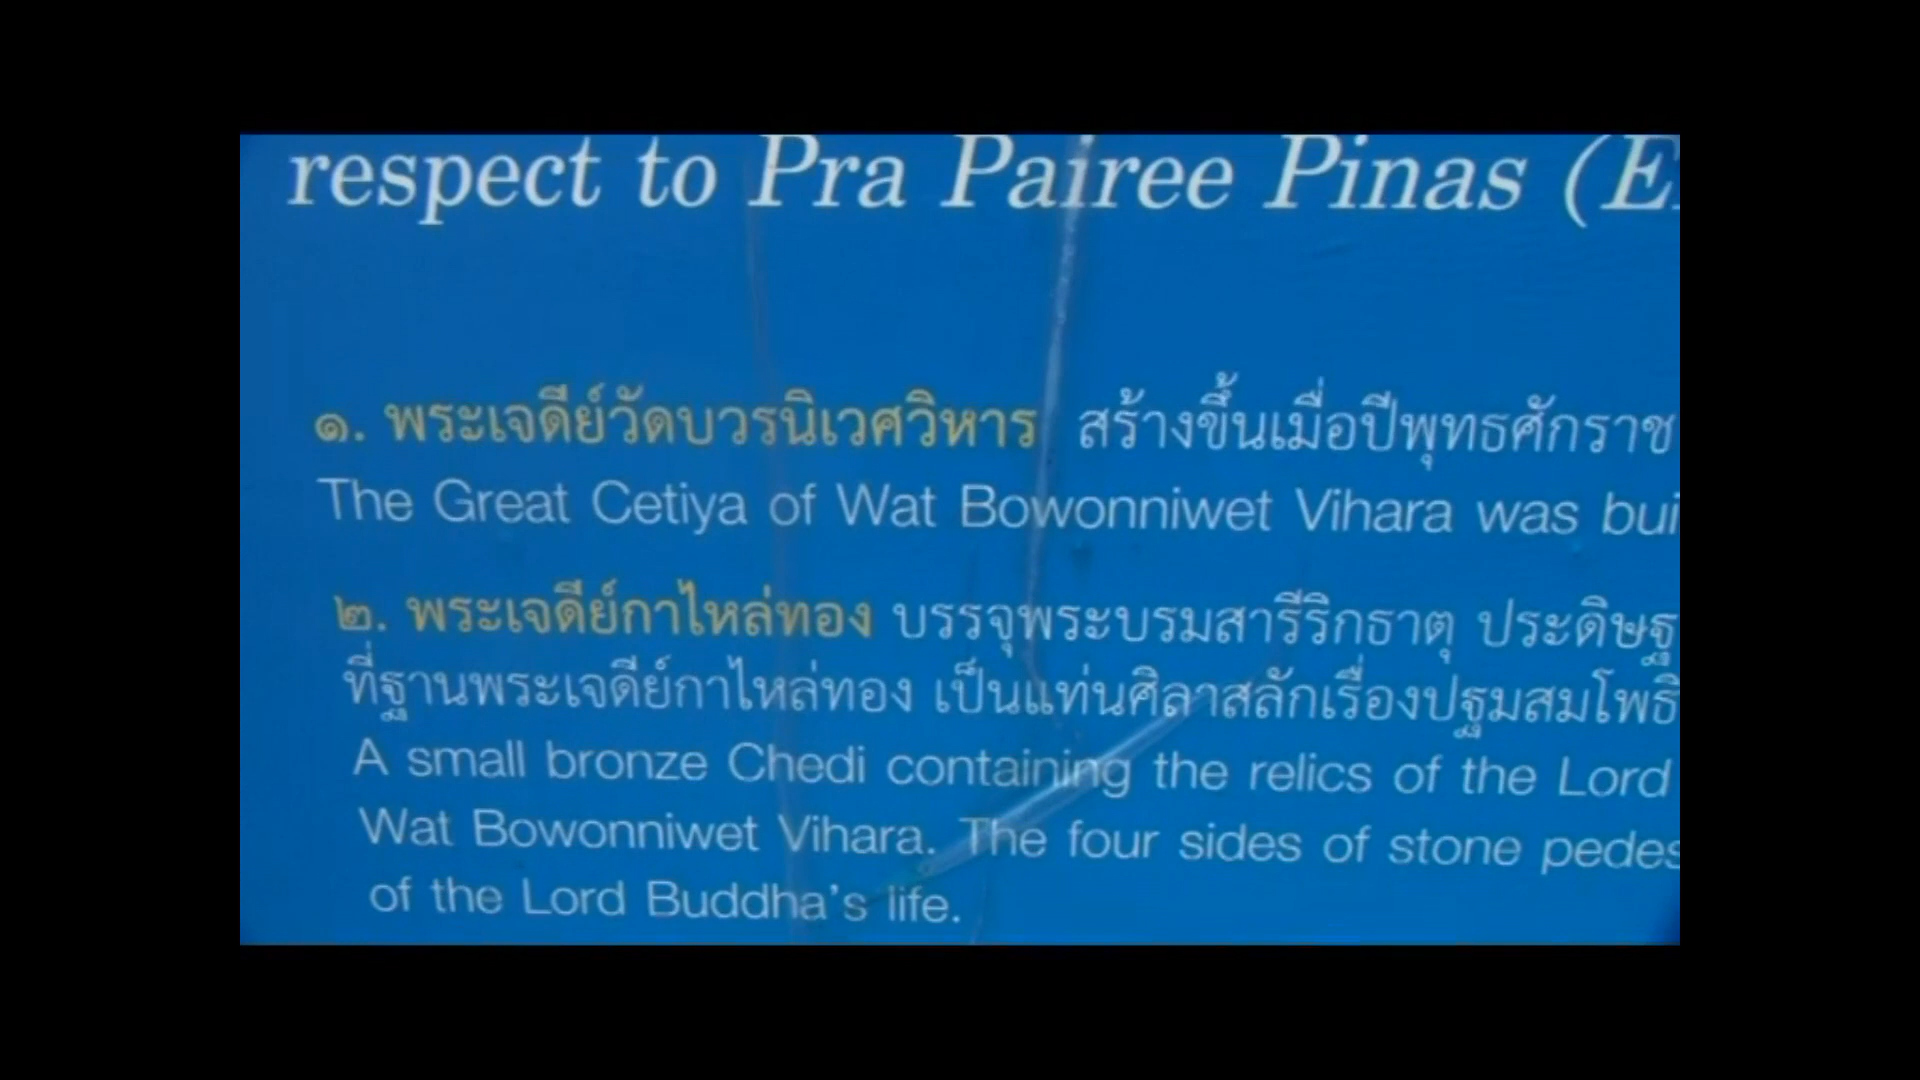 respect to Pra Pairee Pinas (E
๑. พระเจดีย์วัดบวรนิเวศวิหาร สร้างขึ้นเมื่อปีพุทธศักราช
The Great Cetiya of Wat Bowonniwet Vihara was bui
๒. พระเจดีย์กาไหล่ทอง บรรจุพระบรมสารีริกธาตุ ประดิษฐ
ที่ฐานพระเจดีย์กาไหล่ทอง เป็นแท่นศิลาสลักเรื่องปฐมสมโพธิ
A small bronze Chedi containing the relics of the Lord
Wat Bowonniwet Vihara. The four sides of stone pedes
of the Lord Buddha's life.